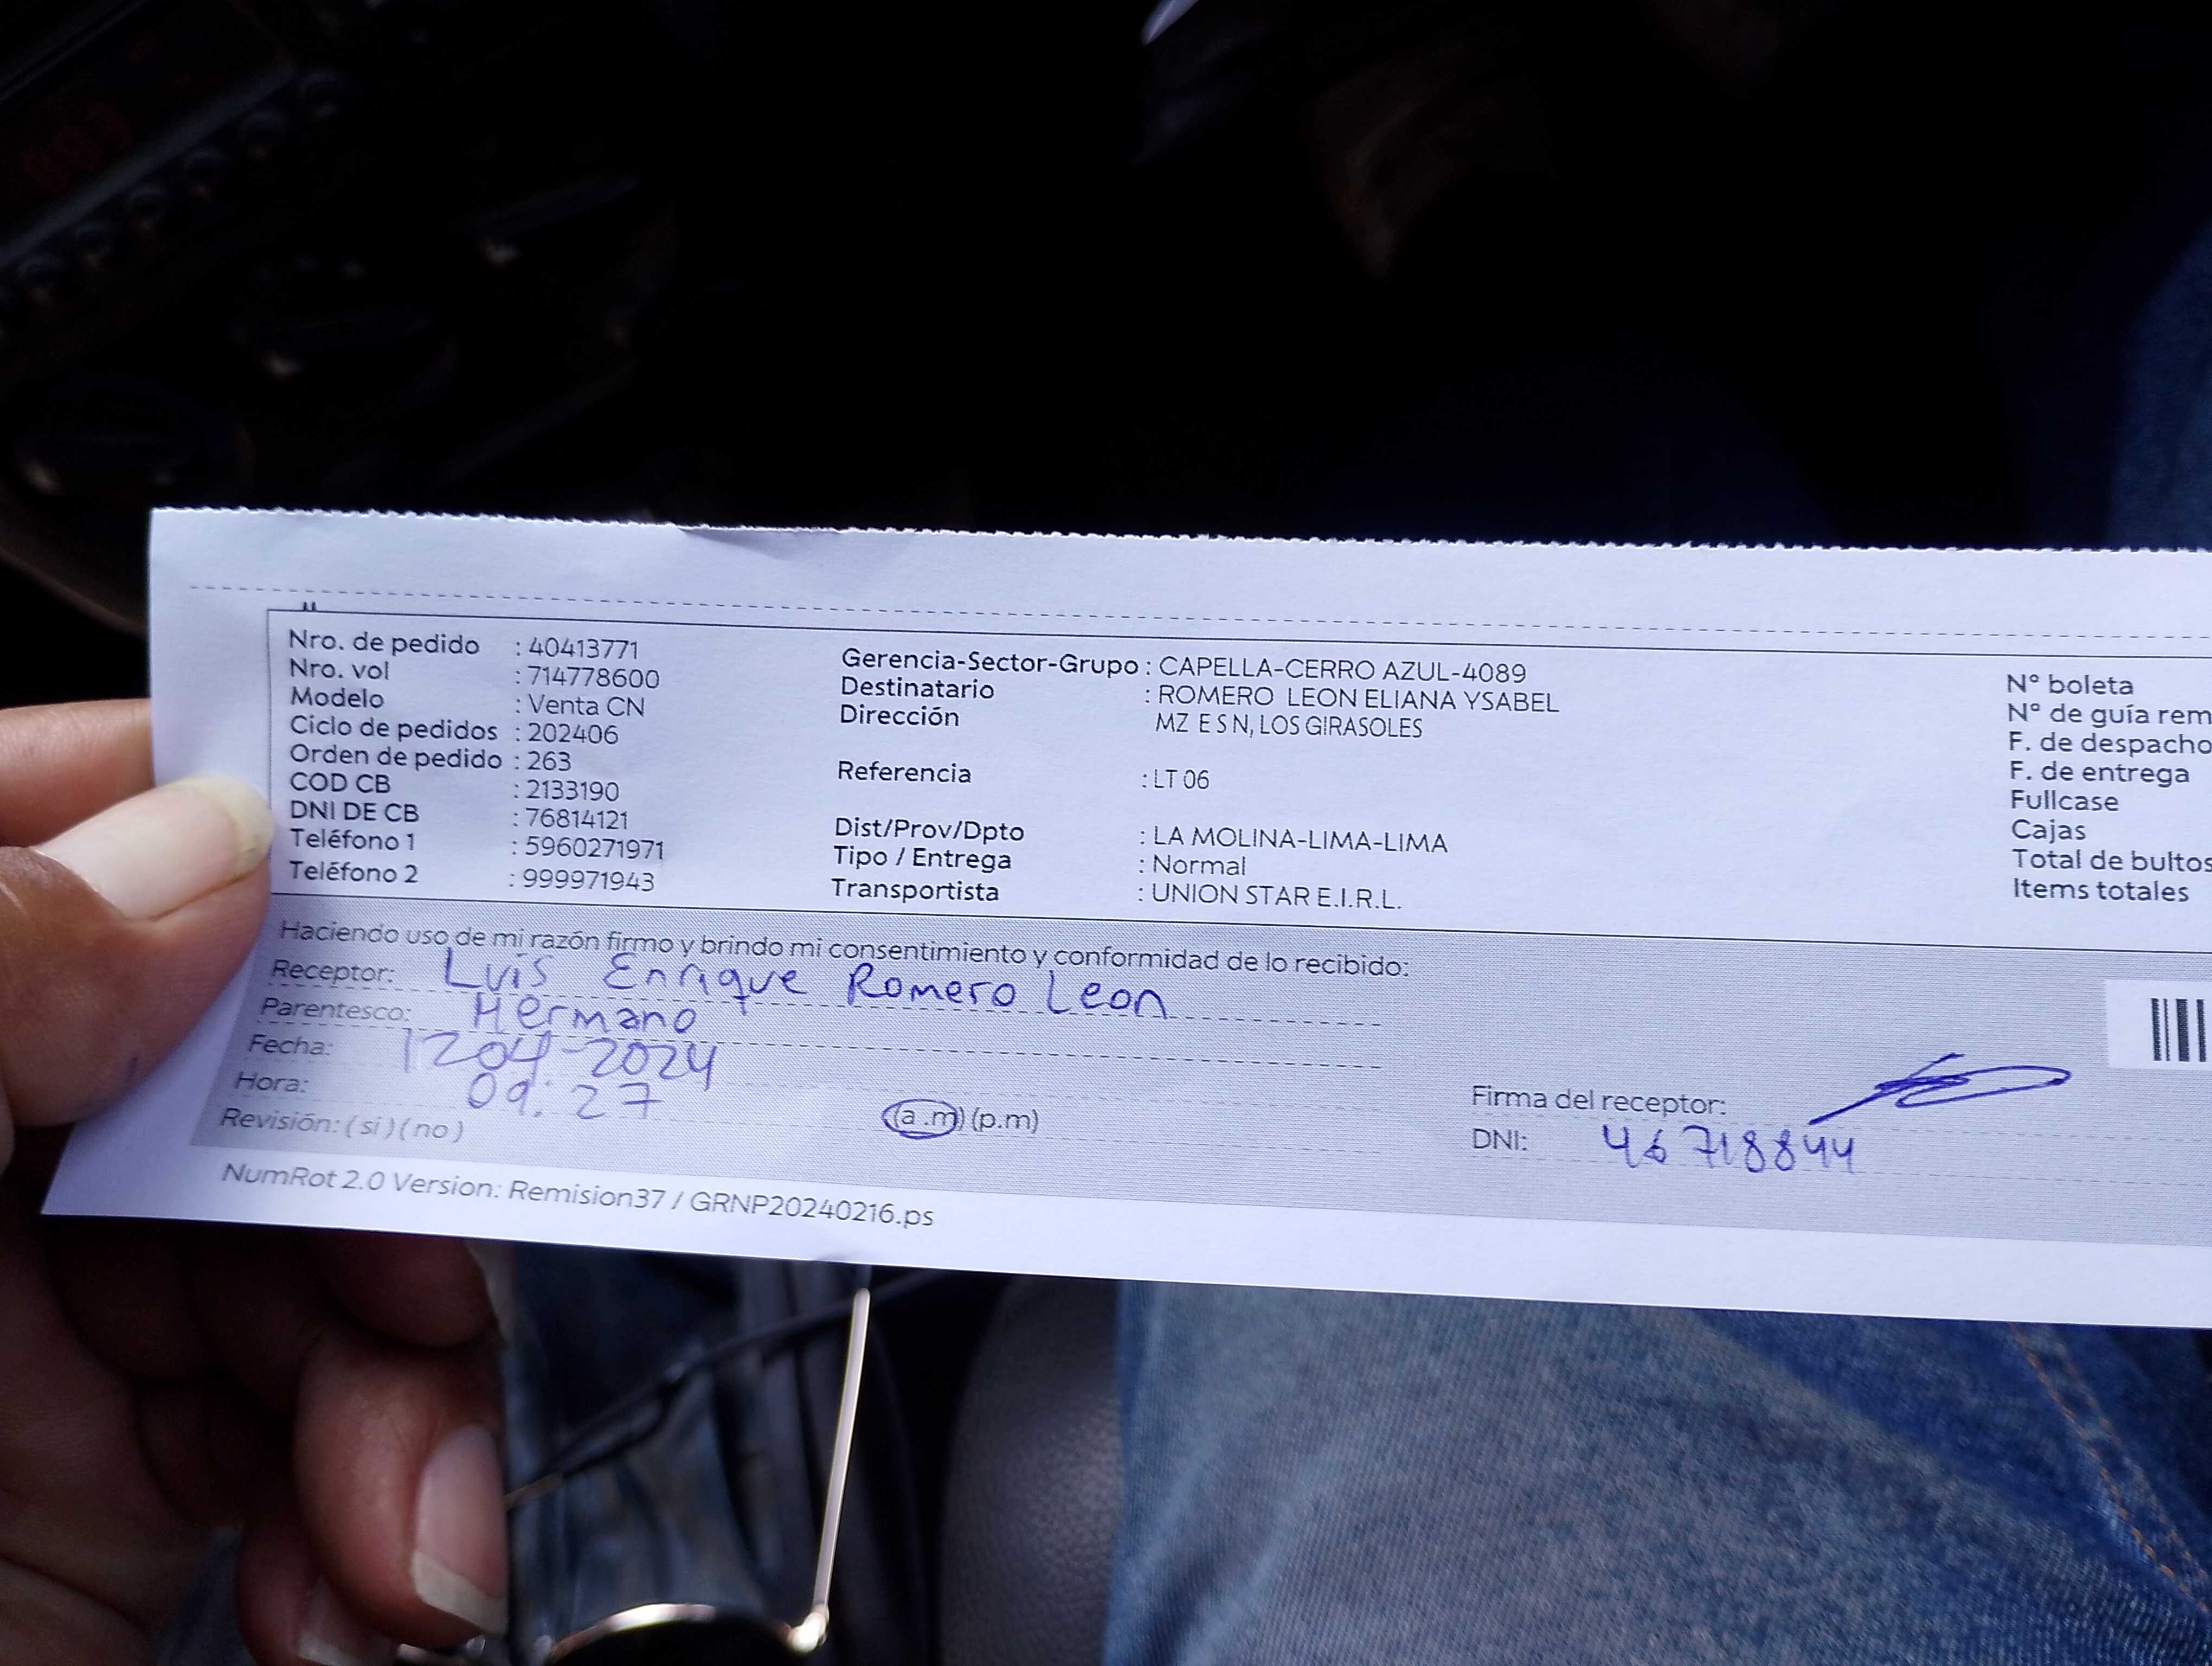 Nro. de pedido : 40413771
Nro. vol : 714778600
Modelo : Venta CN
Ciclo de pedidos : 202406
Orden de pedido : 263
COD CB : 2133190
DNI DE CB : 76814121
Teléfono 1 : 5960271971
Teléfono 2 : 999971943
Gerencia-Sector-Grupo : CAPELLA-CERRO AZUL-4089
Destinatario : ROMERO LEON ELIANA YSABEL
Dirección MZ E S N, LOS GIRASOLES
Referencia : LT 06
Dist/Prov/Dpto : LA MOLINA-LIMA-LIMA
Tipo / Entrega : Normal
Transportista : UNION STAR E.I.R.L.
N° boleta
N° de guía rem
F. de despacho
F. de entrega
Fullcase
Cajas
Total de bultos
Items totales
Haciendo uso de mi razón firmo y brindo mi consentimiento y conformidad de lo recibido:
Receptor: Luis Enrique Romero Leon
Parentesco: Hermano
Fecha: 1204-2024
Hora: 09:27 (a.m) (p.m)
Revisión: ( si ) ( no )
Firma del receptor:
DNI: 46718844
NumRot 2.0 Version: Remision37 / GRNP20240216.ps